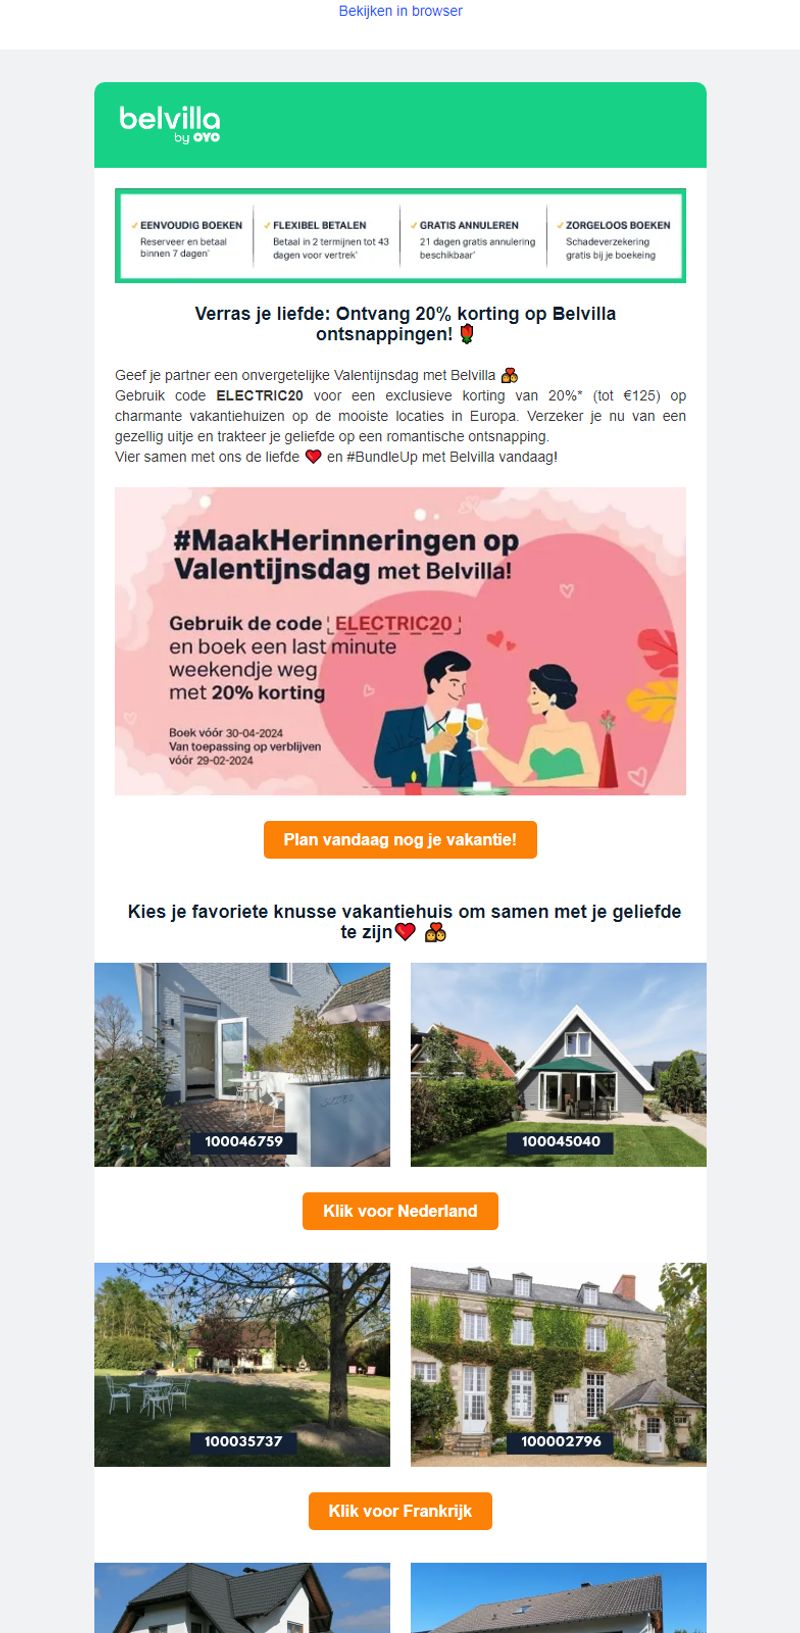 Bekijken in browser
belvilla
by OYO
✓ EENVOUDIG BOEKEN
Reserveer en betaal
binnen 7 dagen*
✓ FLEXIBEL BETALEN
Betaal in 2 termijnen tot 43
dagen voor vertrek*
✓ GRATIS ANNULEREN
21 dagen gratis annulering
beschikbaar*
✓ ZORGELOOS BOEKEN
Schadeverzekering
gratis bij je boekeing
Verras je liefde: Ontvang 20% korting op Belvilla
ontsnappingen! 🌹
Geef je partner een onvergetelijke Valentijnsdag met Belvilla 💑
Gebruik code ELECTRIC20 voor een exclusieve korting van 20%* (tot €125) op
charmante vakantiehuizen op de mooiste locaties in Europa. Verzeker je nu van een
gezellig uitje en trakteer je geliefde op een romantische ontsnapping.
Vier samen met ons de liefde ❤️ en #BundleUp met Belvilla vandaag!
#MaakHerinneringen op
Valentijnsdag met Belvilla!
Gebruik de code ELECTRIC20
en boek een last minute
weekendje weg
met 20% korting
Boek vóór 30-04-2024
Van toepassing op verblijven
vóór 29-02-2024
Plan vandaag nog je vakantie!
Kies je favoriete knusse vakantiehuis om samen met je geliefde
te zijn❤️ 💑
100046759
100045040
Klik voor Nederland
100035737
100002796
Klik voor Frankrijk